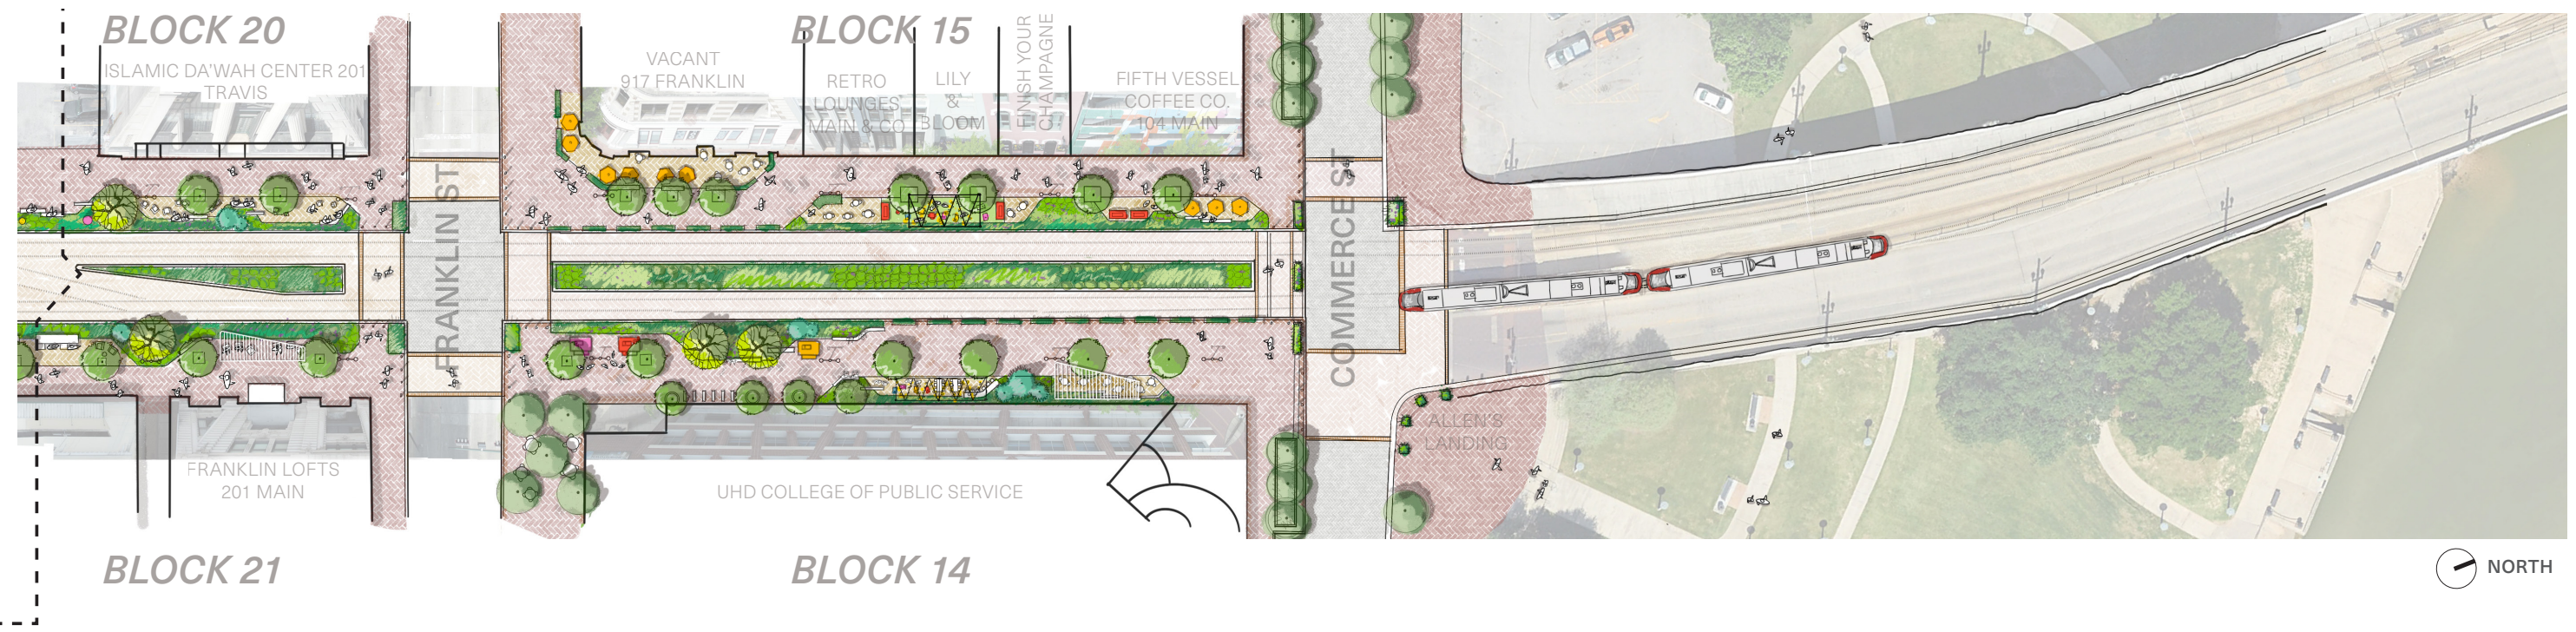 BLOCK 20
BLOCK 15
ISLAMIC DA'WAH CENTER 201
TRAVIS
VACANT
917 FRANKLIN
RETRO
LOUNGES
MAIN & CO
LILY
&
BLOOM
FINISH YOUR
CHAMPAGNE
FIFTH VESSEL
COFFEE CO.
104 MAIN
FRANKLIN ST
COMMERCE ST
ALLEN'S
LANDING
FRANKLIN LOFTS
201 MAIN
UHD COLLEGE OF PUBLIC SERVICE
BLOCK 21
BLOCK 14
NORTH